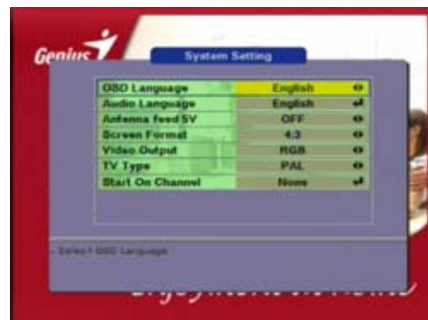 Genius
System Setting
OSD Language English
Audio Language English
Antenna feed 5V OFF
Screen Format 4:3
Video Output RGB
TV Type PAL
Start On Channel None
Select OSD Language